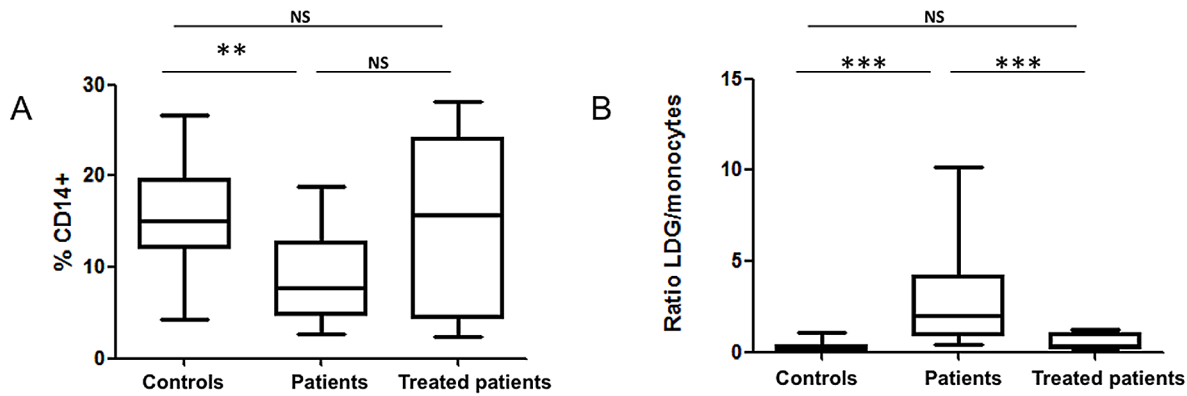 NS
**
NS
A
% CD14+
30
20
10
0
Controls
Patients
Treated patients
NS
***
***
B
Ratio LDG/monocytes
15
10
5
0
Controls
Patients
Treated patients